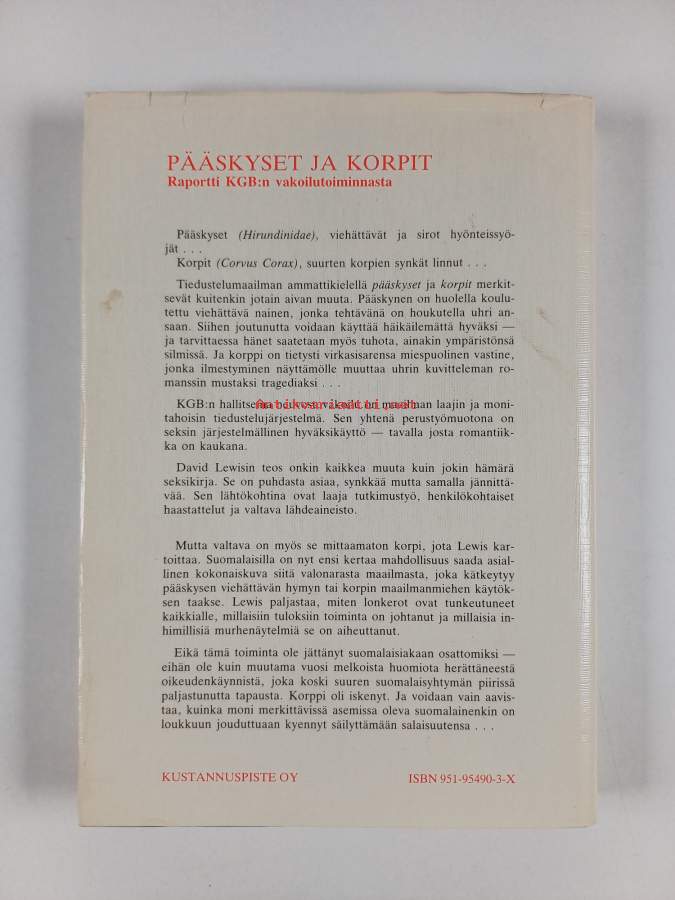 PÄÄSKYSET JA KORPIT
Raportti KGB:n vakoilutoiminnasta
Pääskyset (Hirundinidae), viehättävät ja sirot hyönteissyö-
jät . . .
Korpit (Corvus Corax), suurten korpien synkät linnut . . .
Tiedustelumaailman ammattikielellä pääskyset ja korpit merkit-
sevät kuitenkin jotain aivan muuta. Pääskynen on huolella koulu-
tettu viehättävä nainen, jonka tehtävänä on houkutella uhri an-
saan. Siihen joutunutta voidaan käyttää häikäilemättä hyväksi —
ja tarvittaessa hänet saatetaan myös tuhota, ainakin ympäristönsä
silmissä. Ja korppi on tietysti virkasisarensa miespuolinen vastine,
jonka ilmestyminen näyttämölle muuttaa uhrin kuvitteleman ro-
manssin mustaksi tragediaksi . . .
KGB:n hallitsema maailman laajin ja moni-
antikvariaatti.net
tahoisin tiedustelujärjestelmä. Sen yhtenä perustyömuotona on
seksin järjestelmällinen hyväksikäyttö — tavalla josta romantiik-
ka on kaukana.
David Lewisin teos onkin kaikkea muuta kuin jokin hämärä
seksikirja. Se on puhdasta asiaa, synkkää mutta samalla jännittä-
vää. Sen lähtökohtina ovat laaja tutkimustyö, henkilökohtaiset
haastattelut ja valtava lähdeaineisto.
Mutta valtava on myös se mittaamaton korpi, jota Lewis kar-
toittaa. Suomalaisilla on nyt ensi kertaa mahdollisuus saada asial-
linen kokonaiskuva siitä valonarasta maailmasta, joka kätkeytyy
pääskysen viehättävän hymyn tai korpin maailmanmiehen käytök-
sen taakse. Lewis paljastaa, miten lonkerot ovat tunkeutuneet
kaikkialle, millaisiin tuloksiin toiminta on johtanut ja millaisia in-
himillisiä murhenäytelmiä se on aiheuttanut.
Eikä tämä toiminta ole jättänyt suomalaisiakaan osattomiksi —
eihän ole kuin muutama vuosi melkoista huomiota herättäneestä
oikeudenkäynnistä, joka koski suuren suomalaisyhtymän piirissä
paljastunutta tapausta. Korppi oli iskenyt. Ja voidaan vain aavis-
taa, kuinka moni merkittävissä asemissa oleva suomalainenkin on
loukkuun jouduttuaan kyennyt säilyttämään salaisuutensa . . .
KUSTANNUSPISTE OY
ISBN 951-95490-3-X